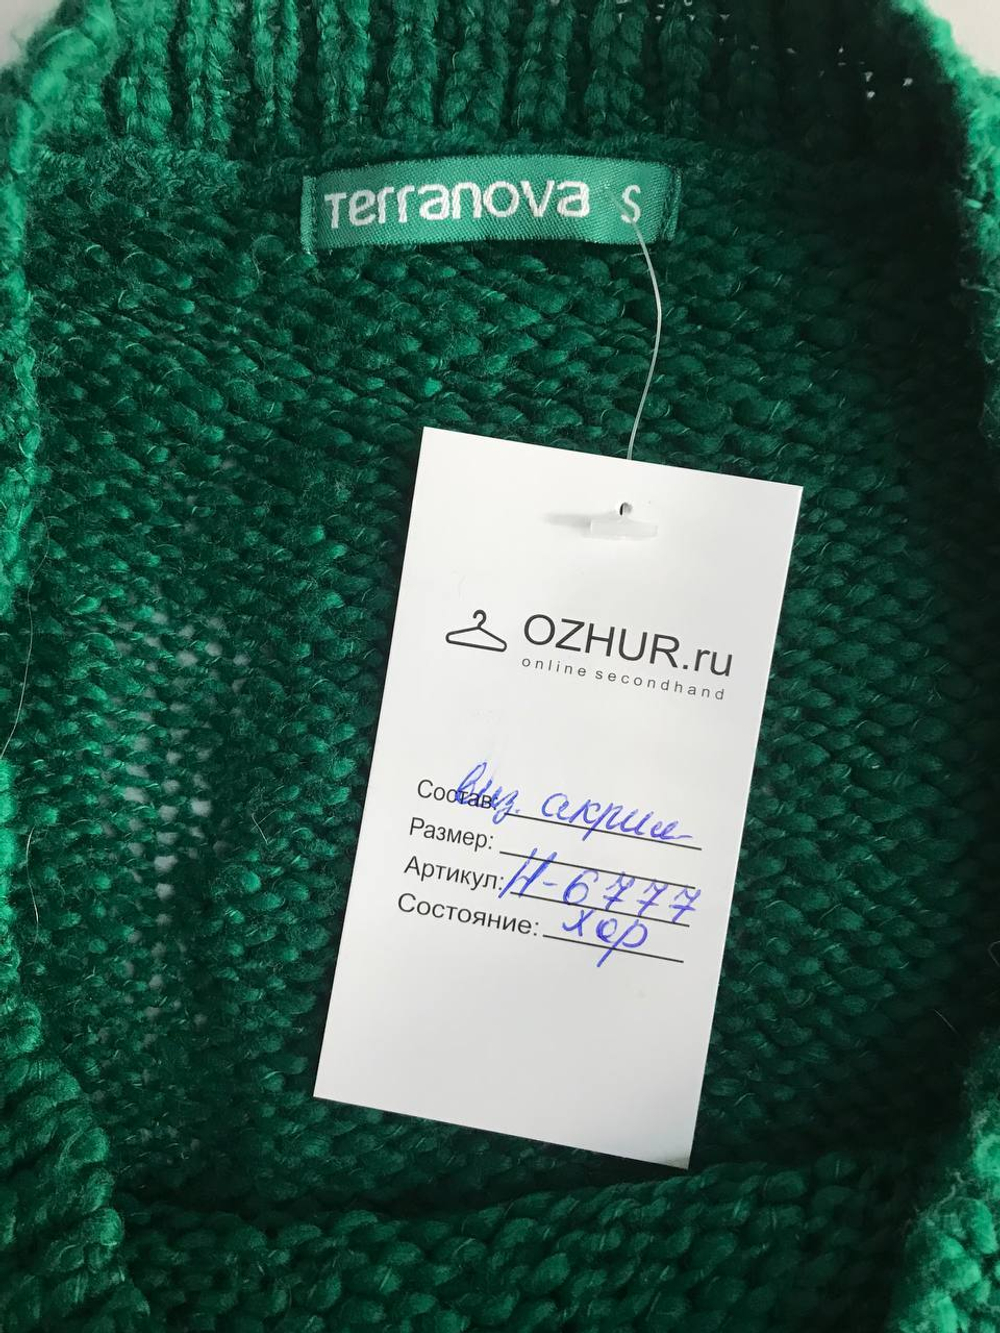 Terranova S
OZHUR.ru
online secondhand
Состав: виз. акрил
Размер:
Артикул: Н-6777
Состояние: хор